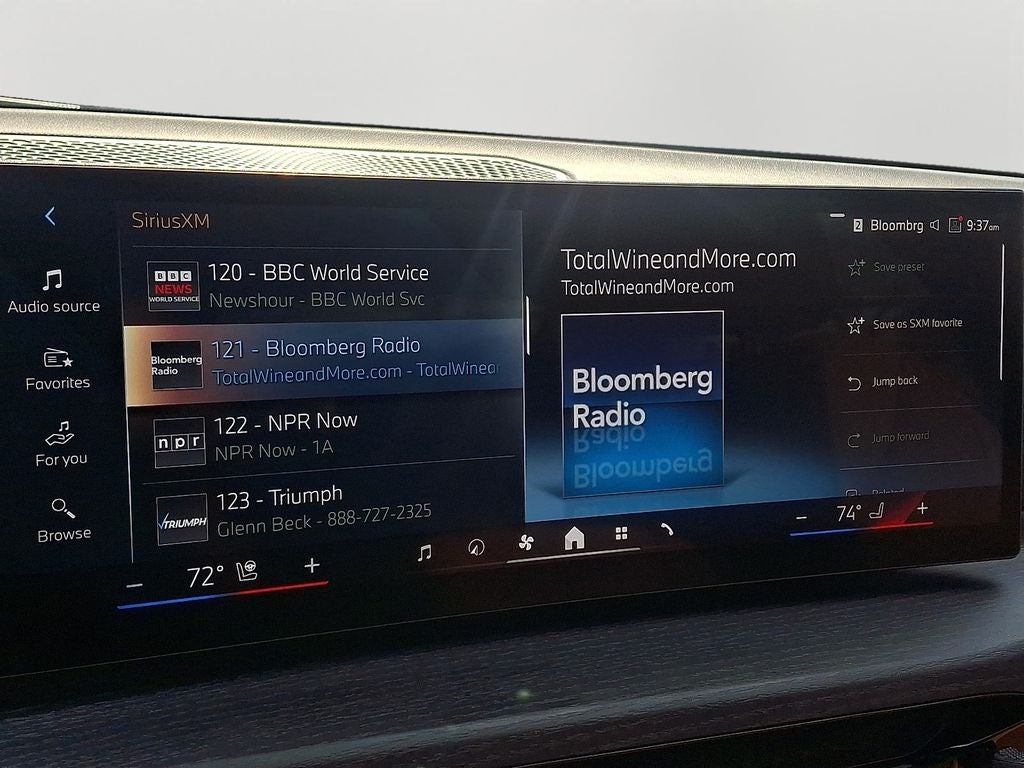 SiriusXM
Audio source
Favorites
For you
Browse
BBC
NEWS
WORLD SERVICE
120 - BBC World Service
Newshour - BBC World Svc
Bloomberg
Radio
121 - Bloomberg Radio
TotalWineandMore.com - TotalWinear
npr
122 - NPR Now
NPR Now - 1A
TRIUMPH
123 - Triumph
Glenn Beck - 888-727-2325
TotalWineandMore.com
TotalWineandMore.com
Bloomberg
Radio
2 Bloombrg 9:37am
Save preset
Save as SXM favorite
Jump back
Jump forward
− 72° +
− 74° +